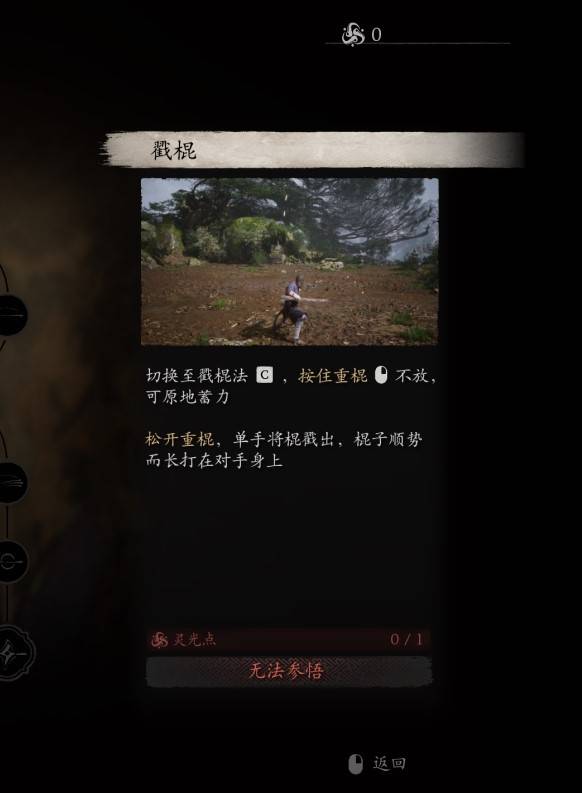 0
戳棍
切换至戳棍法 C ，按住重棍 不放，
可原地蓄力
松开重棍，单手将棍戳出，棍子顺势
而长打在对手身上
灵光点 0/1
无法参悟
返回